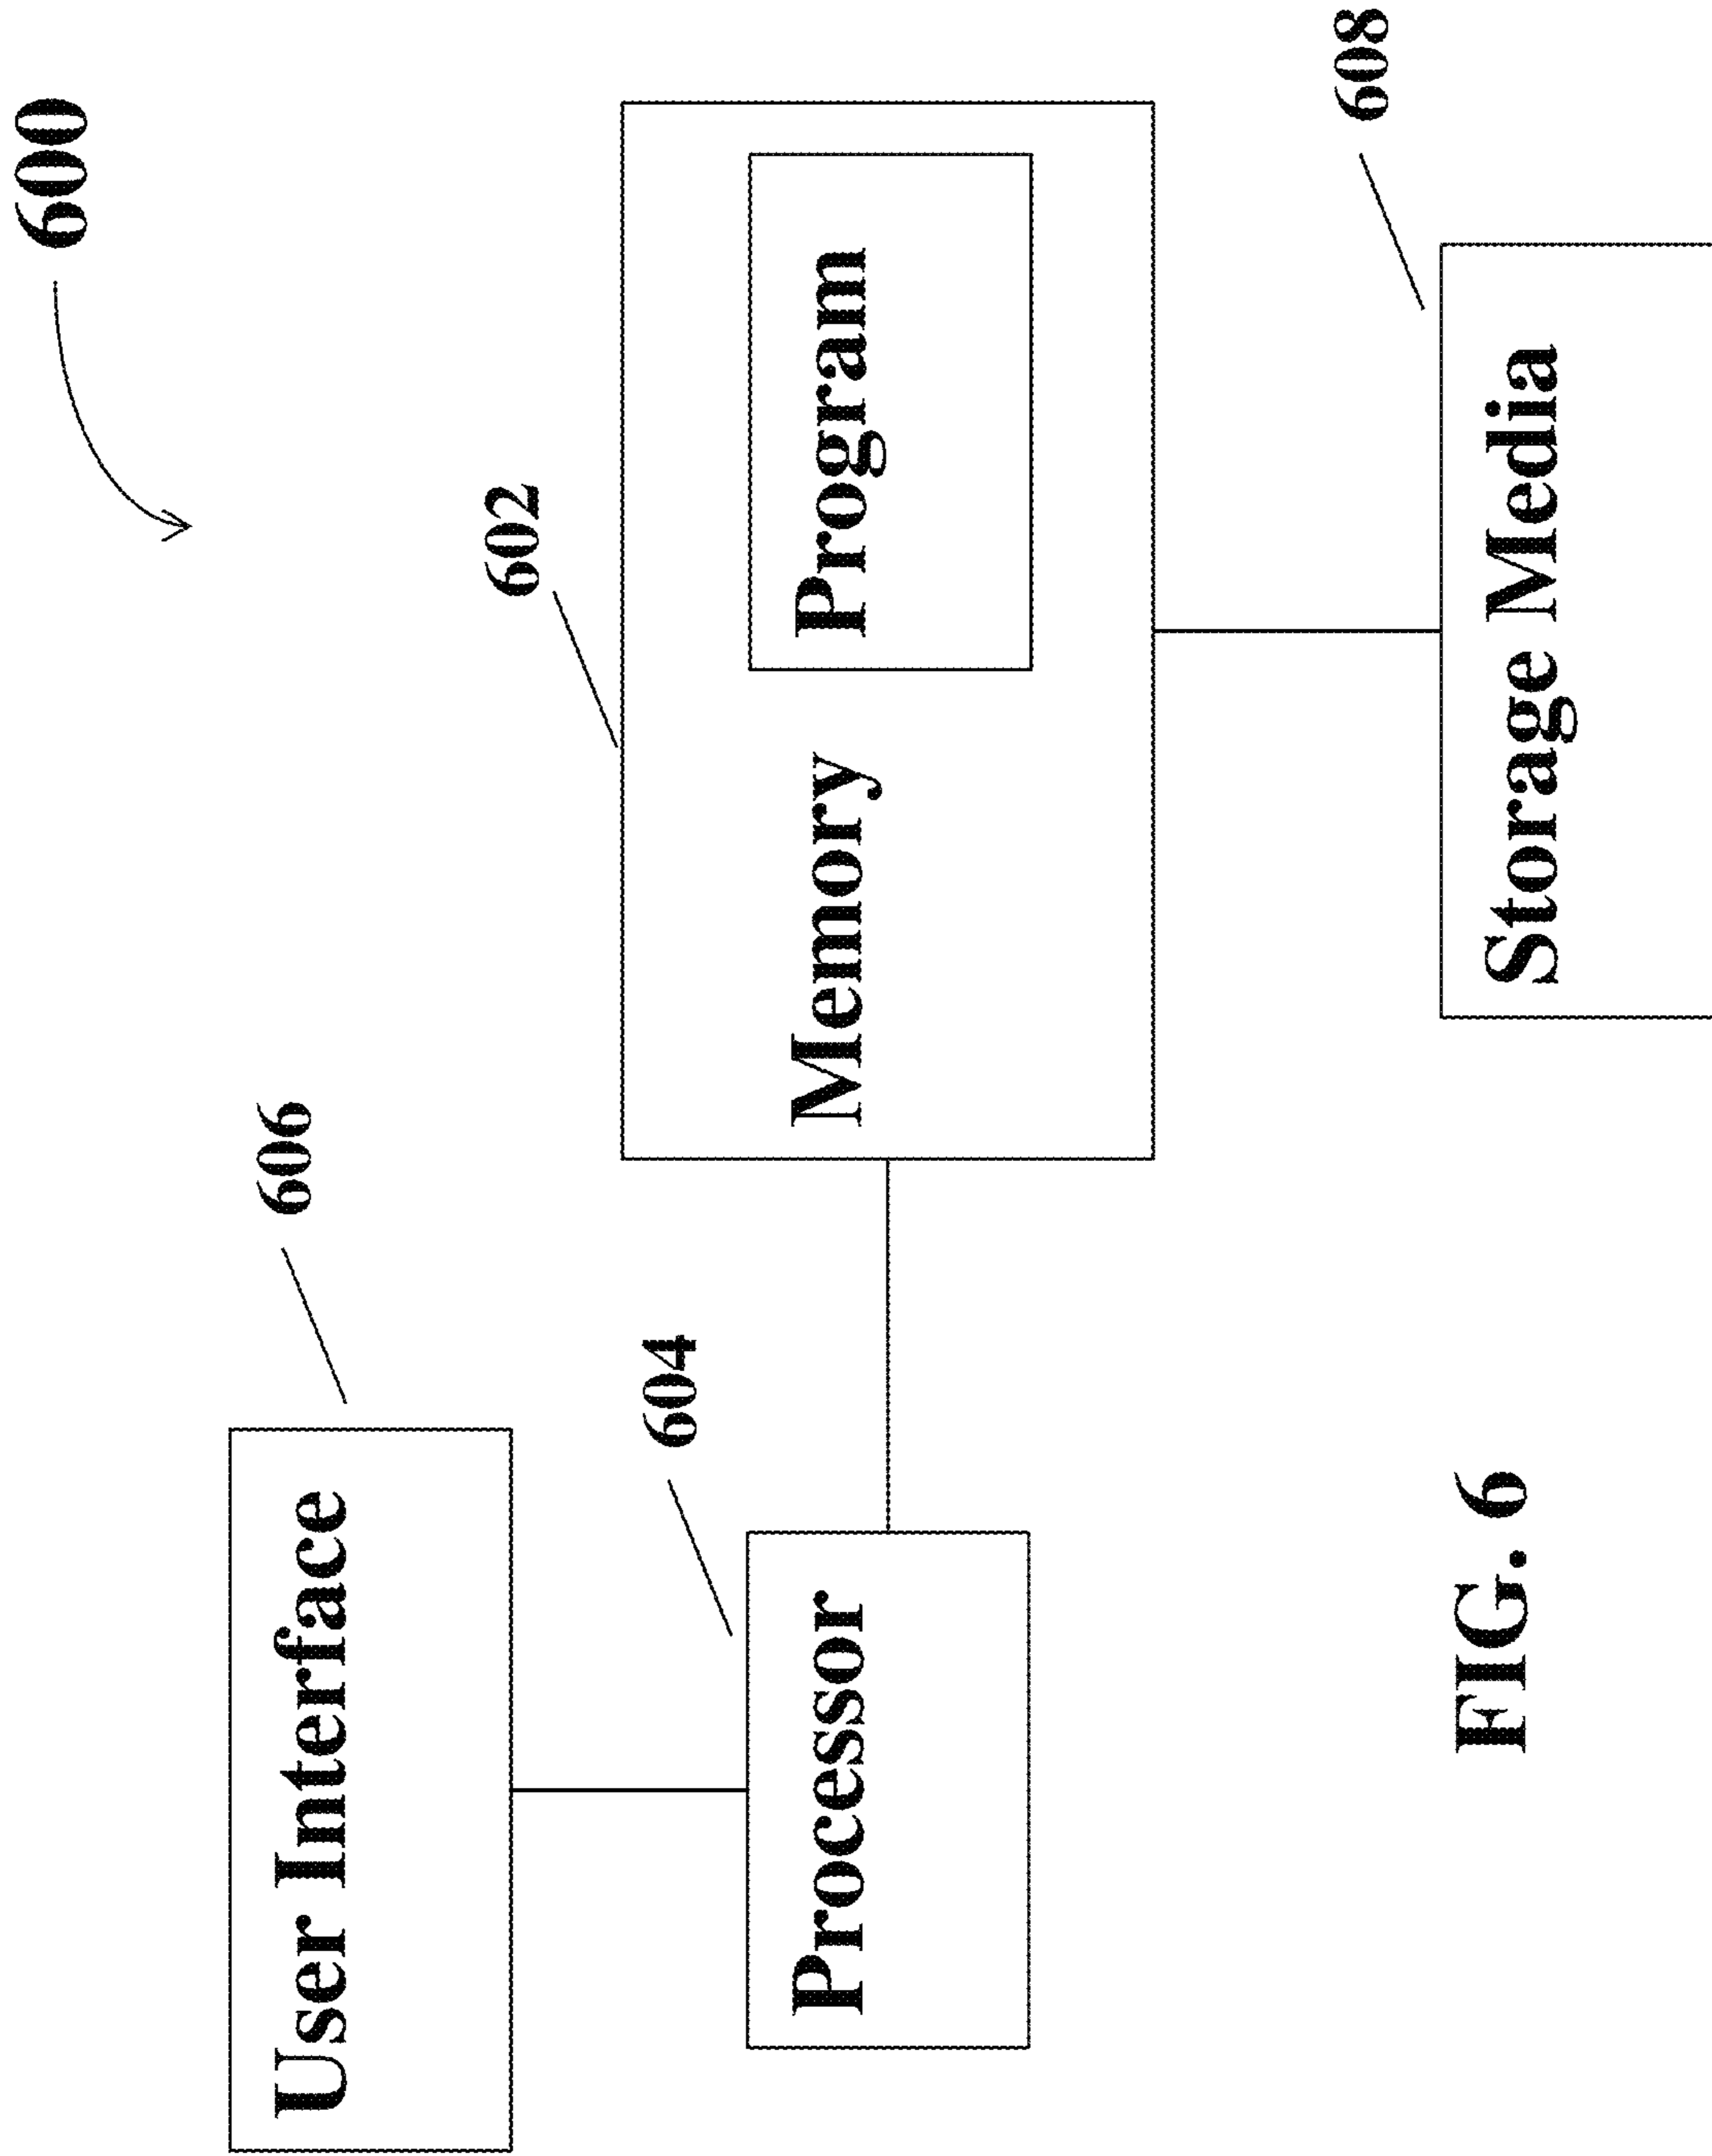 600
User Interface
606
602
604
Processor
Memory
Program
608
Storage Media
FIG. 6